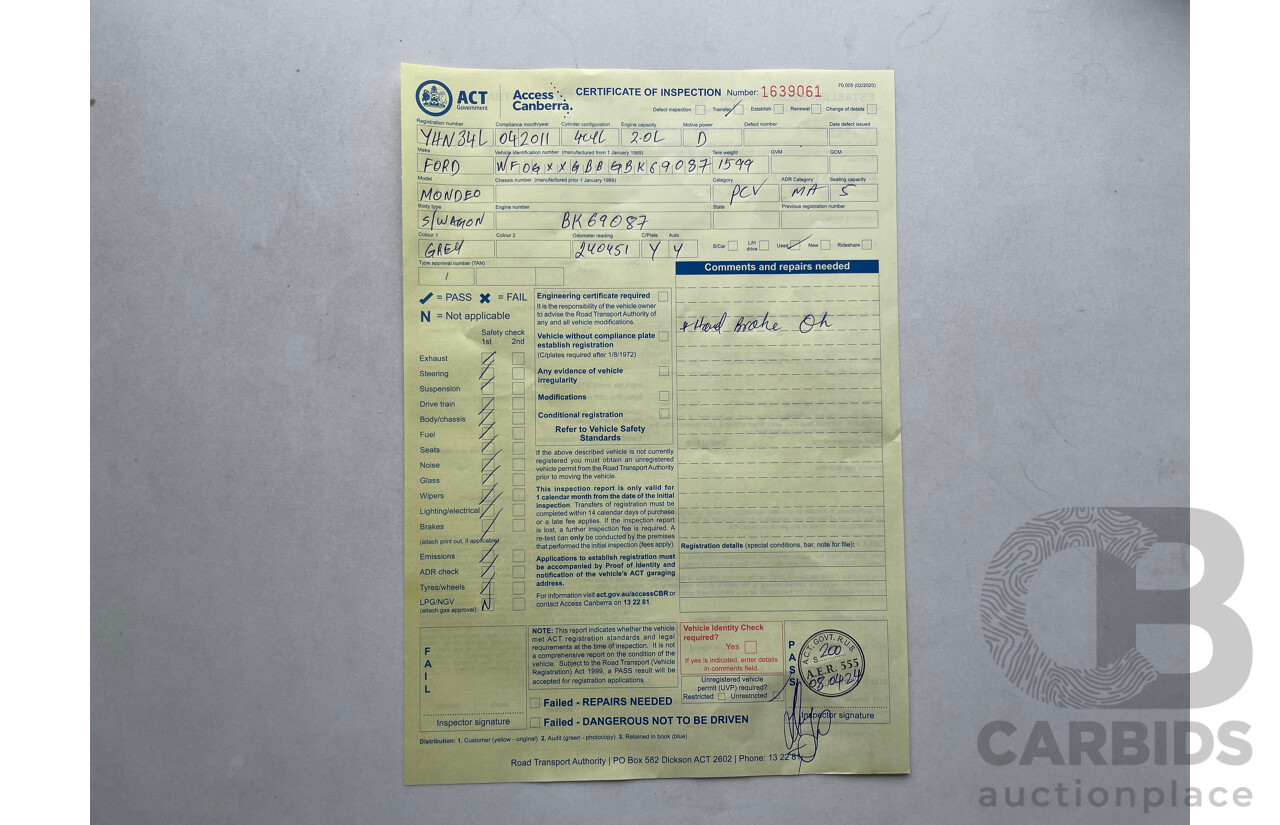 ACT
Government
Access
Canberra.
CERTIFICATE OF INSPECTION Number: 1639061
70.005 (02/2020)
Defect inspection Transfer Establish Renewal Change of details
Registration number Compliance month/year Cylinder configuration Engine capacity Motive power Defect number Date defect issued
YHN34L 04 2011 4CYL 2.0L D
Make Vehicle identification number (manufactured from 1 January 1989) Tare weight GVM GCM
FORD WF0GXXGBBGBK69087 1599
Model Chassis number (manufactured prior 1 January 1989) Category ADR Category Seating capacity
MONDEO PCV MA 5
Body type Engine number State Previous registration number
S/WAGON BK69087
Colour 1 Colour 2 Odometer reading C/Plate Auto
GREY 240451 Y Y
S/Car L/H drive Used New Rideshare
Type approval number (TAN)
/
Comments and repairs needed
✓ = PASS ✖ = FAIL
N = Not applicable
Safety check
1st 2nd
Exhaust
Steering
Suspension
Drive train
Body/chassis
Fuel
Seats
Noise
Glass
Wipers
Lighting/electrical
Brakes
(attach print out, if applicable)
Emissions
ADR check
Tyres/wheels
LPG/NGV N
(attach gas approval)
Engineering certificate required
It is the responsibility of the vehicle owner
to advise the Road Transport Authority of
any and all vehicle modifications.
Vehicle without compliance plate
establish registration
(C/plates required after 1/8/1972)
Any evidence of vehicle
irregularity
Modifications
Conditional registration
Refer to Vehicle Safety
Standards
If the above described vehicle is not currently
registered you must obtain an unregistered
vehicle permit from the Road Transport Authority
prior to moving the vehicle.
This inspection report is only valid for
1 calendar month from the date of the initial
inspection. Transfers of registration must be
completed within 14 calendar days of purchase
or a late fee applies. If the inspection report
is lost, a further inspection fee is required. A
re-test can only be conducted by the premises
that performed the initial inspection (fees apply).
Applications to establish registration must
be accompanied by Proof of Identity and
notification of the vehicle's ACT garaging
address.
For information visit act.gov.au/accessCBR or
contact Access Canberra on 13 22 81.
Hand Brake Ok
Registration details (special conditions, bar, note for file):
FAIL
Inspector signature
NOTE: This report indicates whether the vehicle
met ACT registration standards and legal
requirements at the time of inspection. It is not
a comprehensive report on the condition of the
vehicle. Subject to the Road Transport (Vehicle
Registration) Act 1999, a PASS result will be
accepted for registration applications.
Vehicle Identity Check
required?
Yes
If yes is indicated, enter details
in comments field.
Unregistered vehicle
permit (UVP) required?
Restricted Unrestricted
PASS
A.C.T. GOVT. R.U.S.
S 200
A.E.R. 555
08.04.24
Inspector signature
Failed - REPAIRS NEEDED
Failed - DANGEROUS NOT TO BE DRIVEN
Distribution: 1. Customer (yellow - original) 2. Audit (green - photocopy) 3. Retained in book (blue)
Road Transport Authority | PO Box 582 Dickson ACT 2602 | Phone: 13 22 81
CB
CARBIDS
auctionplace